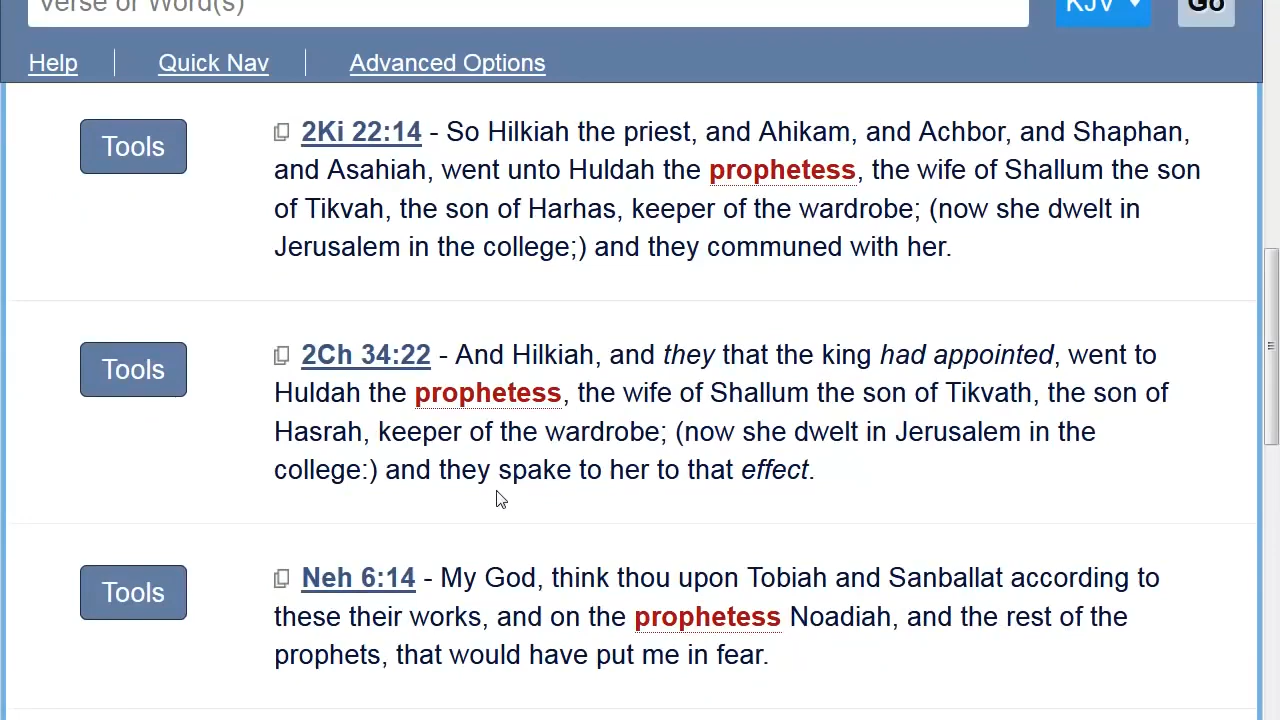 Verse or Word(s)
KJV
Go
Help
Quick Nav
Advanced Options
Tools
2Ki 22:14 - So Hilkiah the priest, and Ahikam, and Achbor, and Shaphan,
and Asahiah, went unto Huldah the prophetess, the wife of Shallum the son
of Tikvah, the son of Harhas, keeper of the wardrobe; (now she dwelt in
Jerusalem in the college;) and they communed with her.
Tools
2Ch 34:22 - And Hilkiah, and they that the king had appointed, went to
Huldah the prophetess, the wife of Shallum the son of Tikvath, the son of
Hasrah, keeper of the wardrobe; (now she dwelt in Jerusalem in the
college:) and they spake to her to that effect.
Tools
Neh 6:14 - My God, think thou upon Tobiah and Sanballat according to
these their works, and on the prophetess Noadiah, and the rest of the
prophets, that would have put me in fear.